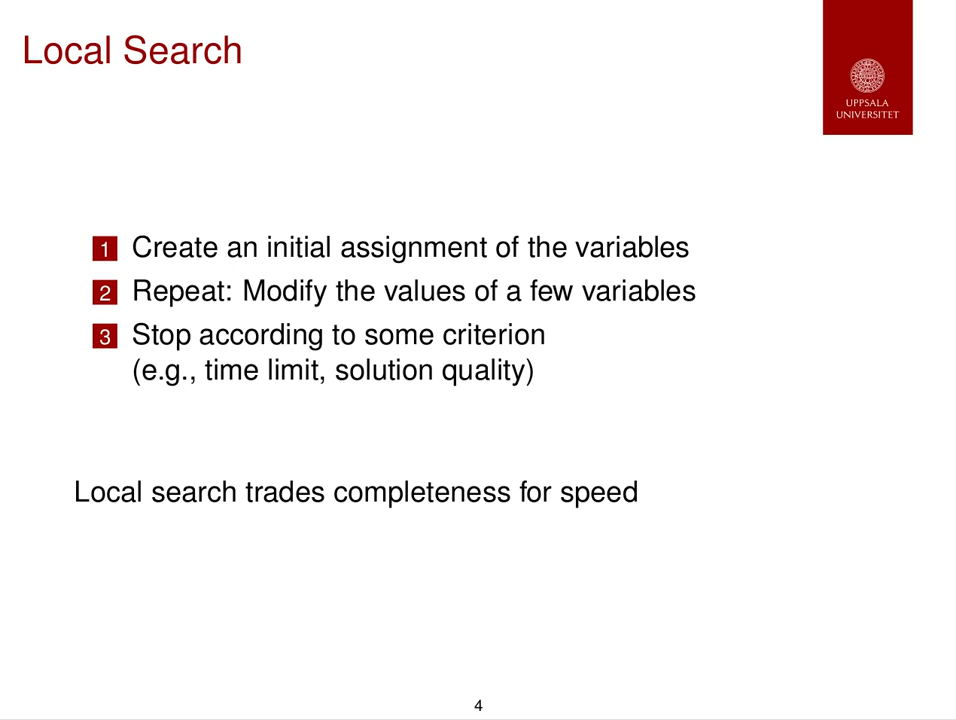 Local Search
UPPSALA
UNIVERSITET
1 Create an initial assignment of the variables
2 Repeat: Modify the values of a few variables
3 Stop according to some criterion
(e.g., time limit, solution quality)
Local search trades completeness for speed
4